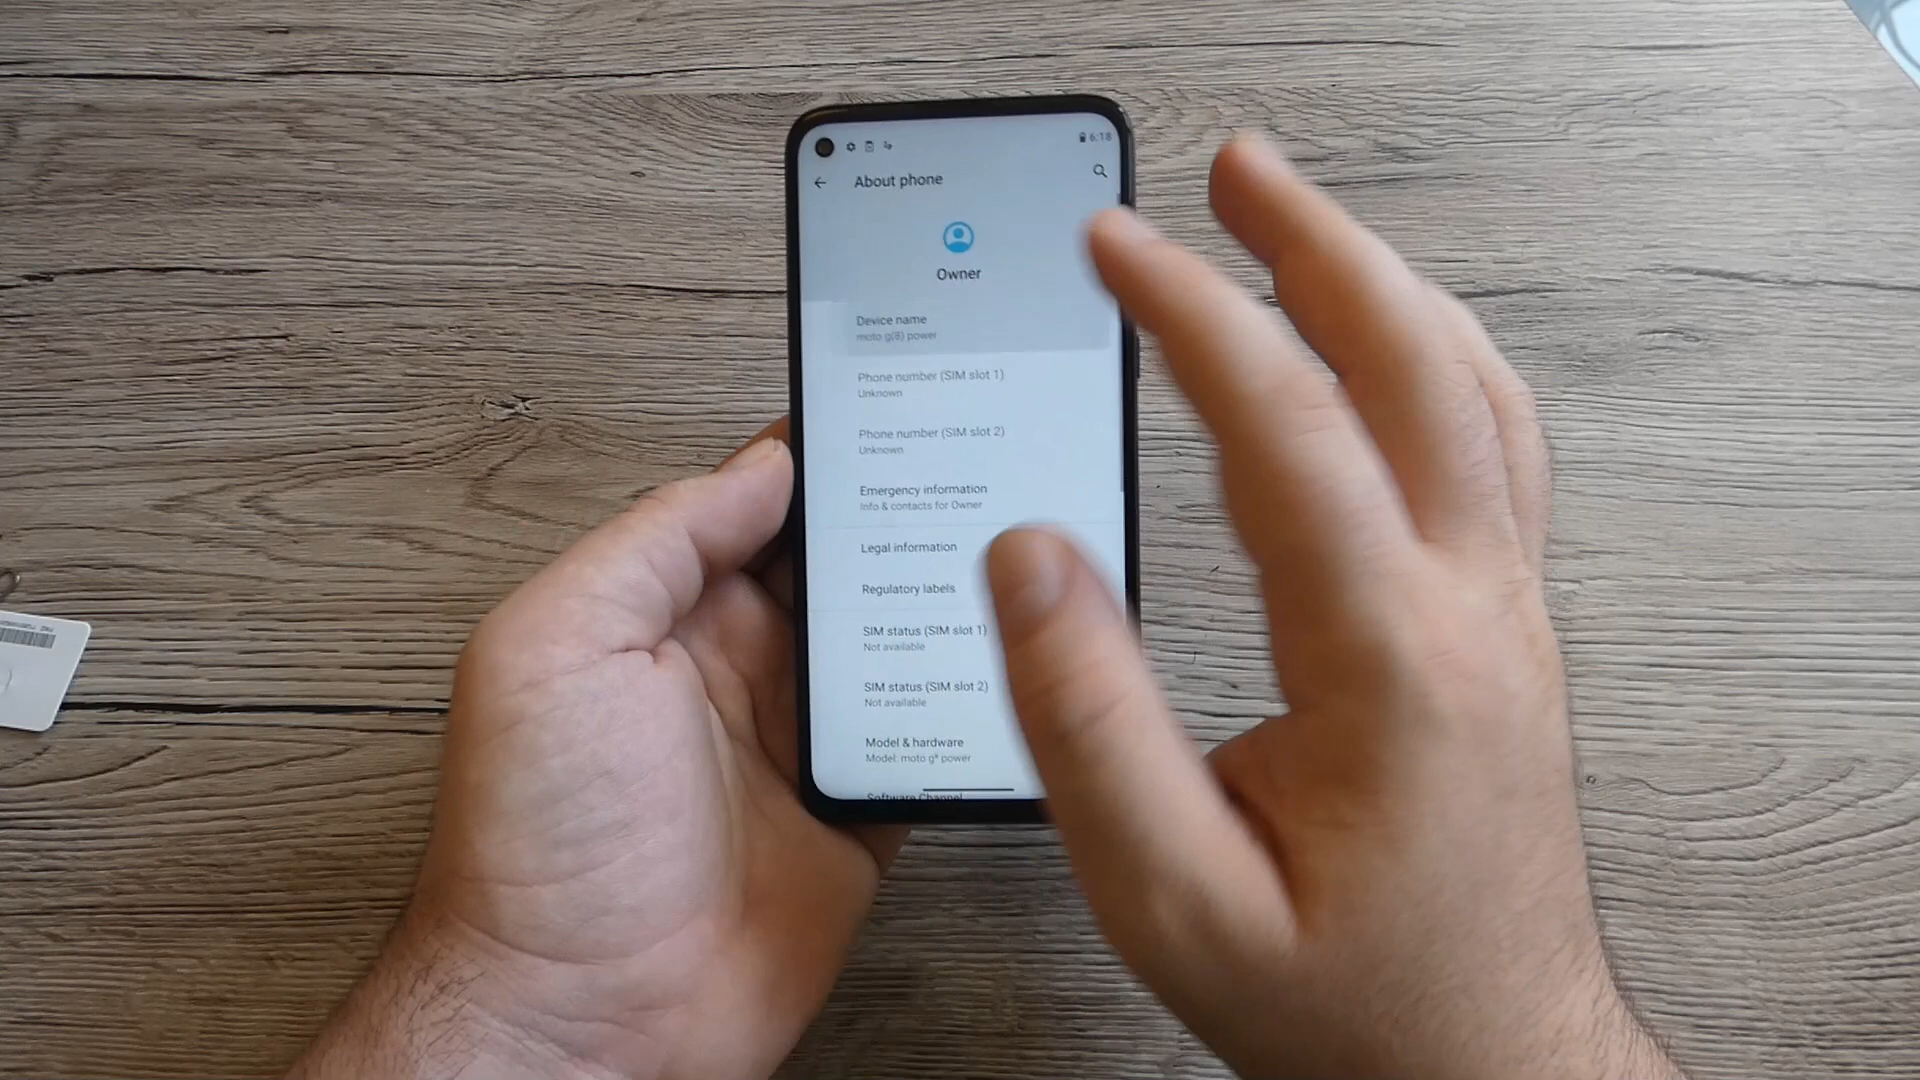 6:18
About phone
Owner
Device name
moto g(8) power
Phone number (SIM slot 1)
Unknown
Phone number (SIM slot 2)
Unknown
Emergency information
Info & contacts for Owner
Legal information
Regulatory labels
SIM status (SIM slot 1)
Not available
SIM status (SIM slot 2)
Not available
Model & hardware
Model: moto g⁸ power
Software Channel